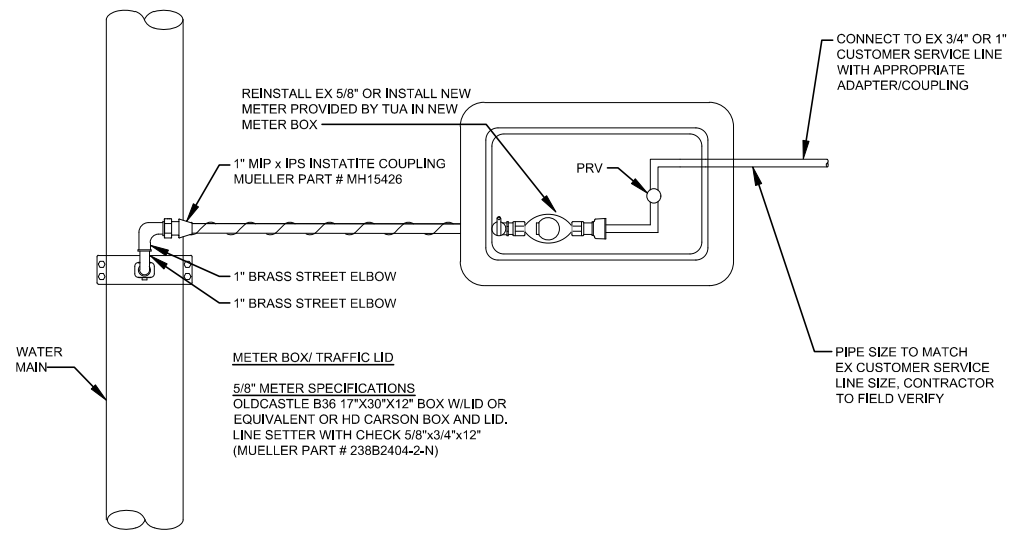 CONNECT TO EX 3/4" OR 1"
CUSTOMER SERVICE LINE
WITH APPROPRIATE
ADAPTER/COUPLING
REINSTALL EX 5/8" OR INSTALL NEW
METER PROVIDED BY TUA IN NEW
METER BOX
1" MIP x IPS INSTATITE COUPLING
MUELLER PART # MH15426
PRV
1" BRASS STREET ELBOW
1" BRASS STREET ELBOW
WATER
MAIN
METER BOX/ TRAFFIC LID
5/8" METER SPECIFICATIONS
OLDCASTLE B36 17"X30"X12" BOX W/LID OR
EQUIVALENT OR HD CARSON BOX AND LID.
LINE SETTER WITH CHECK 5/8"x3/4"x12"
(MUELLER PART # 238B2404-2-N)
PIPE SIZE TO MATCH
EX CUSTOMER SERVICE
LINE SIZE, CONTRACTOR
TO FIELD VERIFY